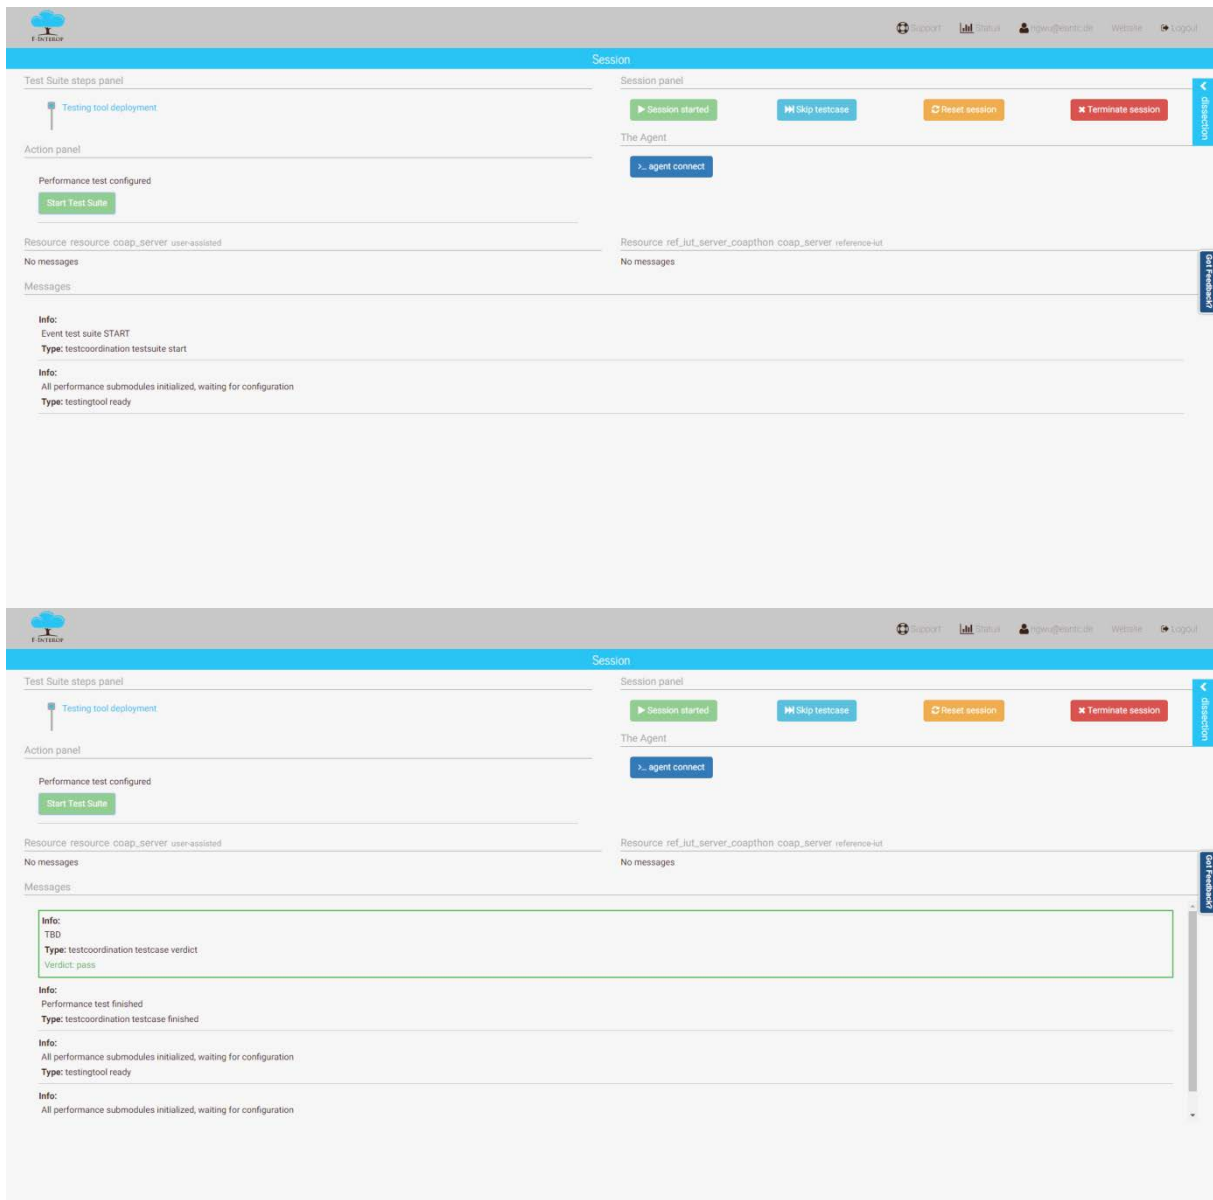 F-INTEROP
Support Status Website Logout
Session
Test Suite steps panel
Testing tool deployment
Session panel
Session started Skip testcase Reset session Terminate session
dissection
Action panel
The Agent
>_ agent connect
Performance test configured
Start Test Suite
Resource resource coap_server user-assisted
Resource ref_iut_server_coapthon coap_server reference-iut
No messages
No messages
Got Feedback?
Messages
Info:
Event test suite START
Type: testcoordination testsuite start
Info:
All performance submodules initialized, waiting for configuration
Type: testingtool ready
F-INTEROP
Support Status Website Logout
Session
Test Suite steps panel
Testing tool deployment
Session panel
Session started Skip testcase Reset session Terminate session
dissection
Action panel
The Agent
>_ agent connect
Performance test configured
Start Test Suite
Resource resource coap_server user-assisted
Resource ref_iut_server_coapthon coap_server reference-iut
No messages
No messages
Got Feedback?
Messages
Info:
TBD
Type: testcoordination testcase verdict
Verdict: pass
Info:
Performance test finished
Type: testcoordination testcase finished
Info:
All performance submodules initialized, waiting for configuration
Type: testingtool ready
Info:
All performance submodules initialized, waiting for configuration